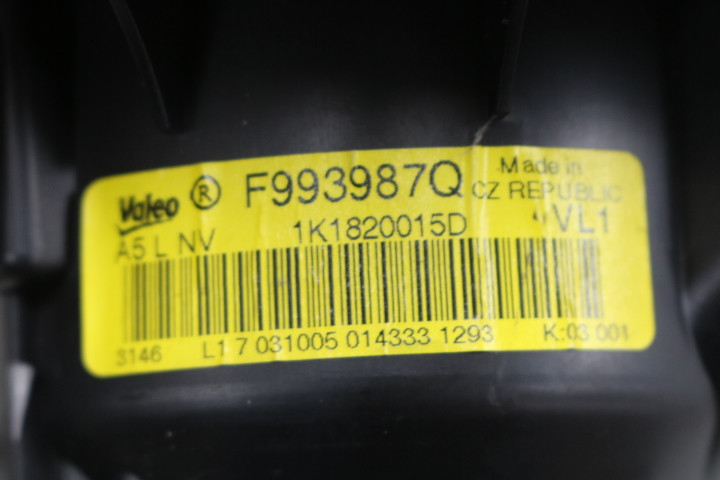 Valeo ® F993987Q Made in
CZ REPUBLIC
A5 L NV 1K1820015D "VL1
3146 L1 7 031005 014333 1293 K:03 001